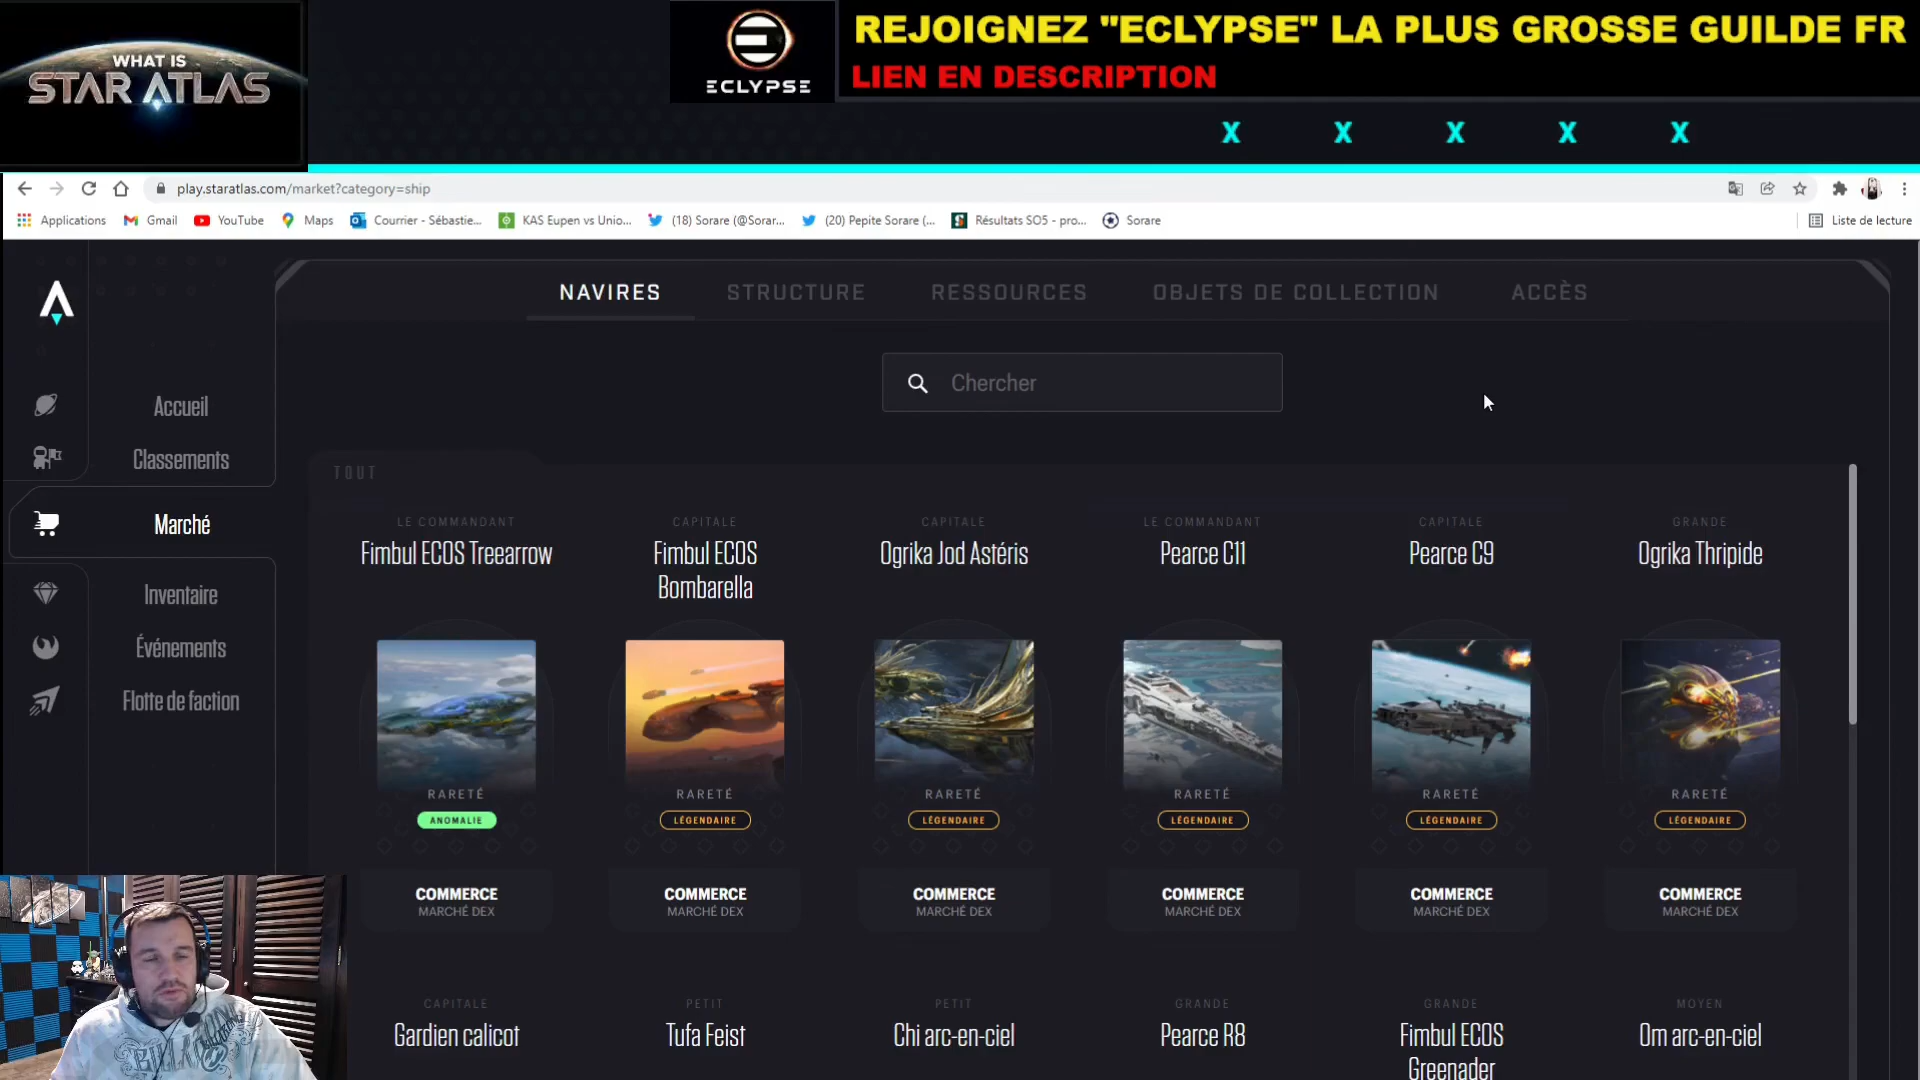 WHAT IS
STAR ATLAS
ECLYPSE
REJOIGNEZ "ECLYPSE" LA PLUS GROSSE GUILDE FR
LIEN EN DESCRIPTION
X X X X X
play.staratlas.com/market?category=ship
Applications Gmail YouTube Maps Courrier - Sébastie... KAS Eupen vs Unio... (18) Sorare (@Sorar... (20) Pepite Sorare (... Résultats SO5 - pro... Sorare Liste de lecture
NAVIRES STRUCTURE RESSOURCES OBJETS DE COLLECTION ACCÈS
Chercher
Accueil
Classements
Marché
Inventaire
Événements
Flotte de faction
TOUT
LE COMMANDANT CAPITALE CAPITALE LE COMMANDANT CAPITALE GRANDE
Fimbul ECOS Treearrow Fimbul ECOS Ogrika Jod Astéris Pearce C11 Pearce C9 Ogrika Thripide
Bombarella
RARETÉ RARETÉ RARETÉ RARETÉ RARETÉ RARETÉ
ANOMALIE LÉGENDAIRE LÉGENDAIRE LÉGENDAIRE LÉGENDAIRE LÉGENDAIRE
COMMERCE COMMERCE COMMERCE COMMERCE COMMERCE COMMERCE
MARCHÉ DEX MARCHÉ DEX MARCHÉ DEX MARCHÉ DEX MARCHÉ DEX MARCHÉ DEX
CAPITALE PETIT PETIT GRANDE GRANDE MOYEN
Gardien calicot Tufa Feist Chi arc-en-ciel Pearce R8 Fimbul ECOS Om arc-en-ciel
Greenader